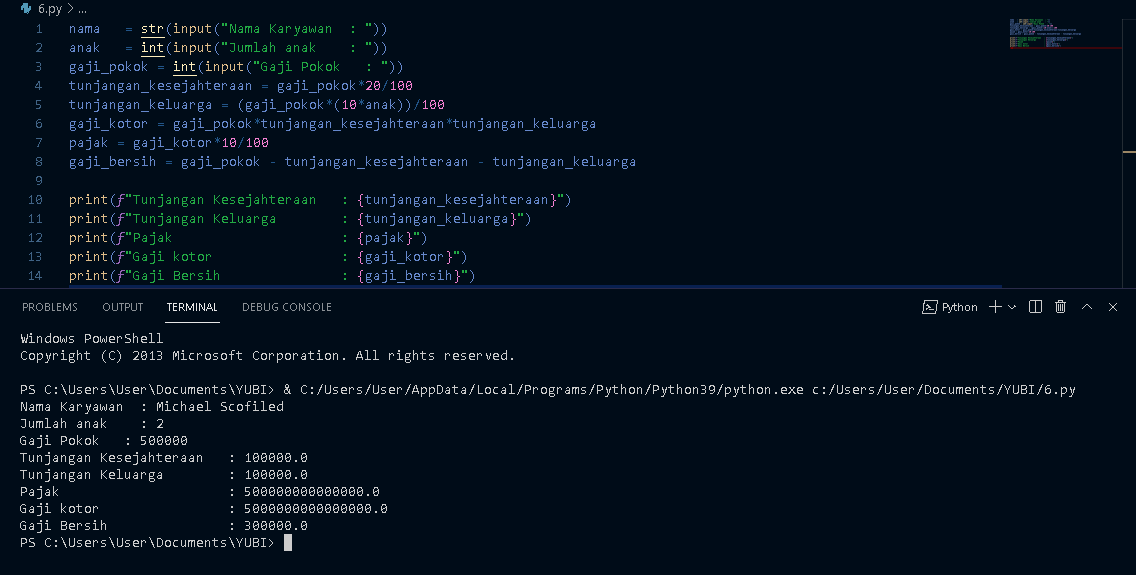 6.py > ...
1 nama   = str(input("Nama Karyawan  : "))
2 anak   = int(input("Jumlah anak    : "))
3 gaji_pokok = int(input("Gaji Pokok   : "))
4 tunjangan_kesejahteraan = gaji_pokok*20/100
5 tunjangan_keluarga = (gaji_pokok*(10*anak))/100
6 gaji_kotor = gaji_pokok*tunjangan_kesejahteraan*tunjangan_keluarga
7 pajak = gaji_kotor*10/100
8 gaji_bersih = gaji_pokok - tunjangan_kesejahteraan - tunjangan_keluarga
9
10 print(f"Tunjangan Kesejahteraan   : {tunjangan_kesejahteraan}")
11 print(f"Tunjangan Keluarga        : {tunjangan_keluarga}")
12 print(f"Pajak                     : {pajak}")
13 print(f"Gaji kotor                : {gaji_kotor}")
14 print(f"Gaji Bersih               : {gaji_bersih}")
PROBLEMS OUTPUT TERMINAL DEBUG CONSOLE Python
Windows PowerShell
Copyright (C) 2013 Microsoft Corporation. All rights reserved.
PS C:\Users\User\Documents\YUBI> & C:/Users/User/AppData/Local/Programs/Python/Python39/python.exe c:/Users/User/Documents/YUBI/6.py
Nama Karyawan  : Michael Scofiled
Jumlah anak    : 2
Gaji Pokok   : 500000
Tunjangan Kesejahteraan   : 100000.0
Tunjangan Keluarga        : 100000.0
Pajak                     : 500000000000000.0
Gaji kotor                : 5000000000000000.0
Gaji Bersih               : 300000.0
PS C:\Users\User\Documents\YUBI>